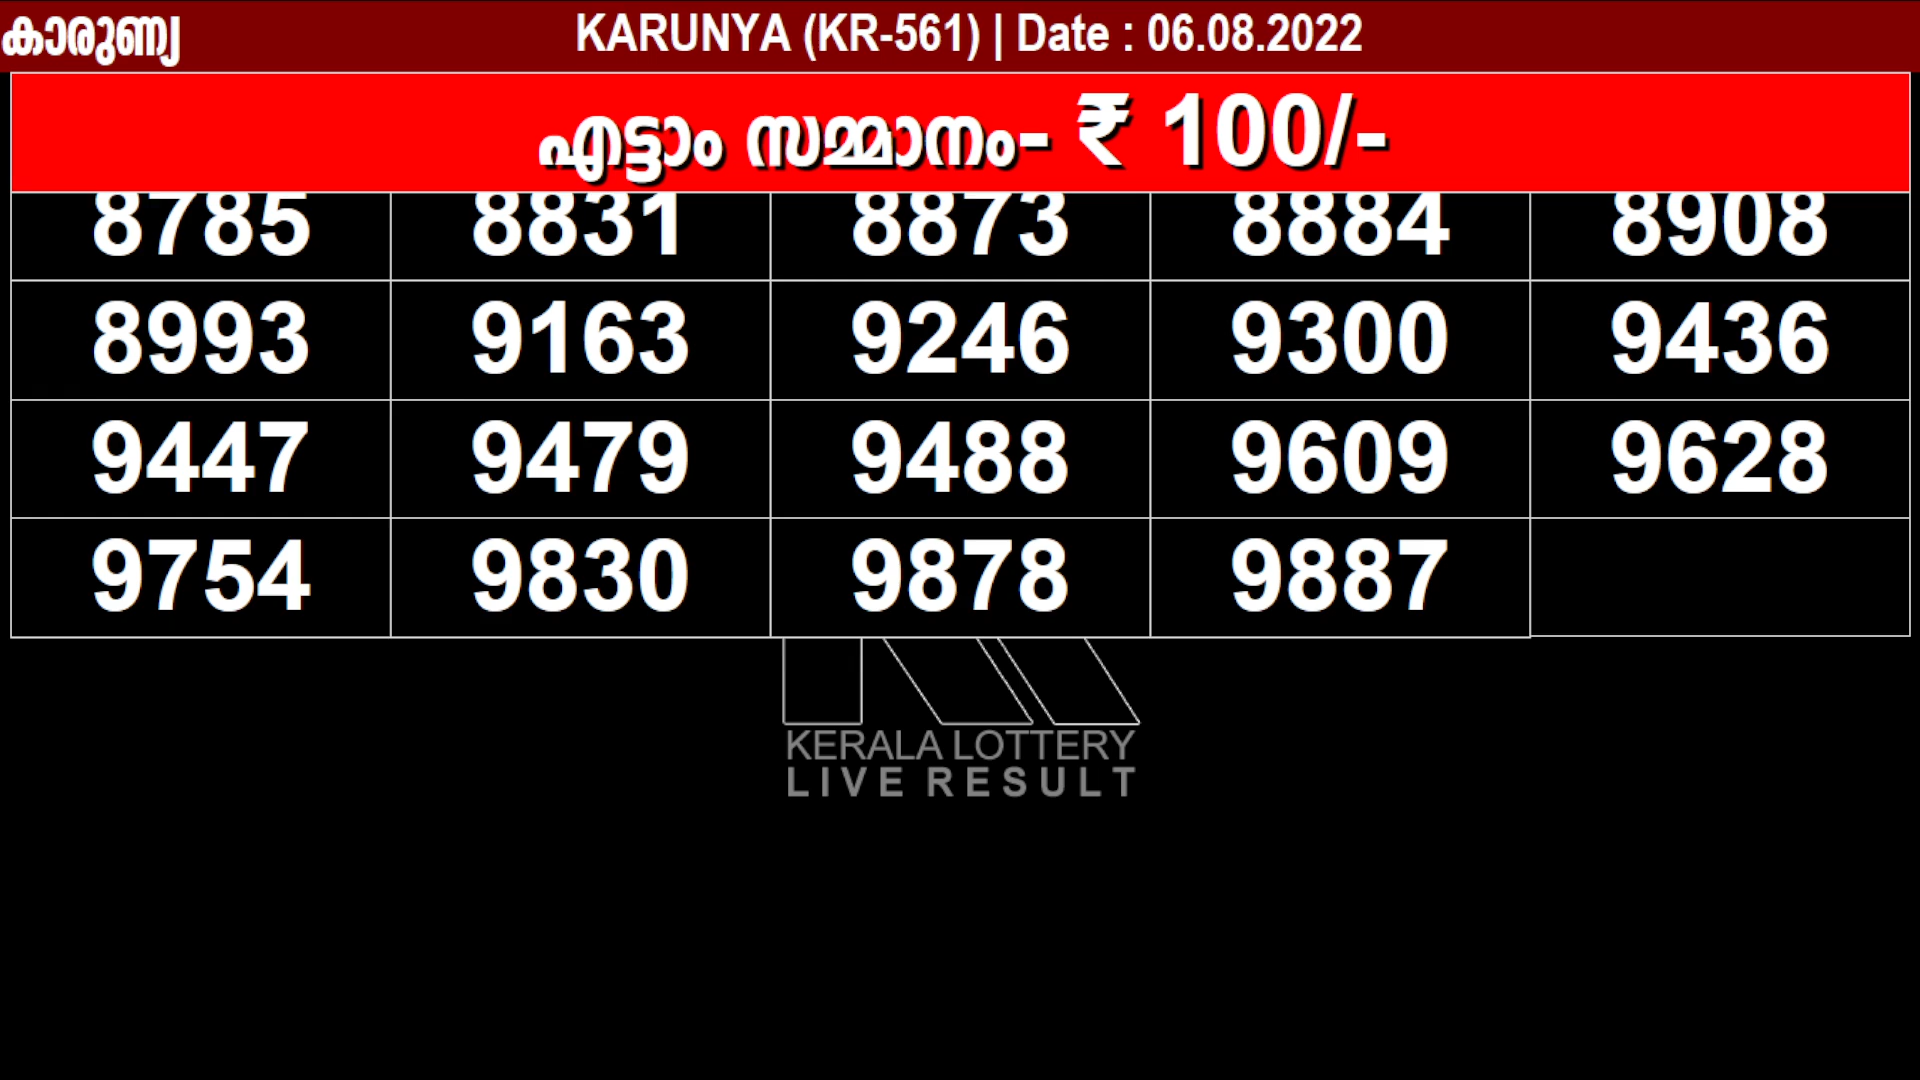 കാരുണ്യ KARUNYA (KR-561) | Date : 06.08.2022
എട്ടാം സമ്മാനം- ₹ 100/-
8785 8831 8873 8884 8908
8993 9163 9246 9300 9436
9447 9479 9488 9609 9628
9754 9830 9878 9887
KERALA LOTTERY
LIVE RESULT